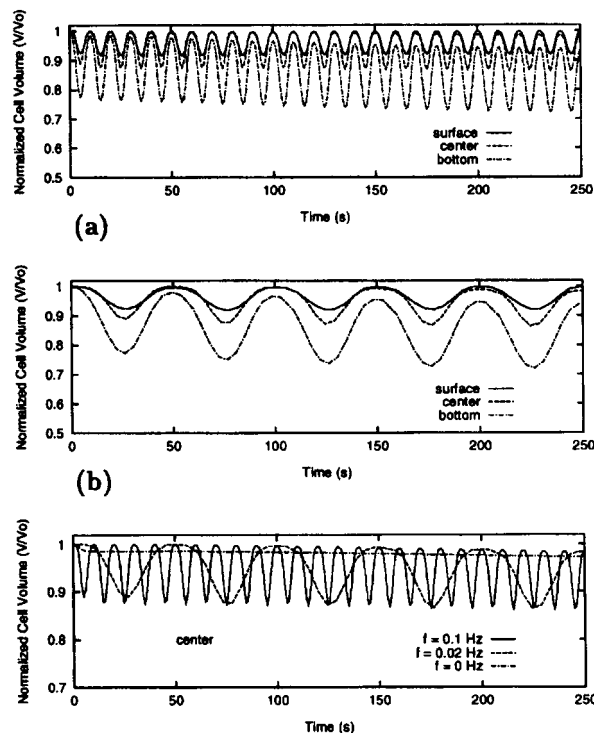 Normalized Cell Volume (V/Vo)
1
0.9
0.8
0.7
0.6
0.5
surface
center
bottom
0 50 100 150 200 250
Time (s)
(a)
Normalized Cell Volume (V/Vo)
1
0.9
0.8
0.7
0.6
0.5
surface
center
bottom
0 50 100 150 200 250
Time (s)
(b)
Normalized Cell Volume (V/Vo)
1
0.9
0.8
0.7
center
f = 0.1 Hz
f = 0.02 Hz
f = 0 Hz
0 50 100 150 200 250
Time (s)